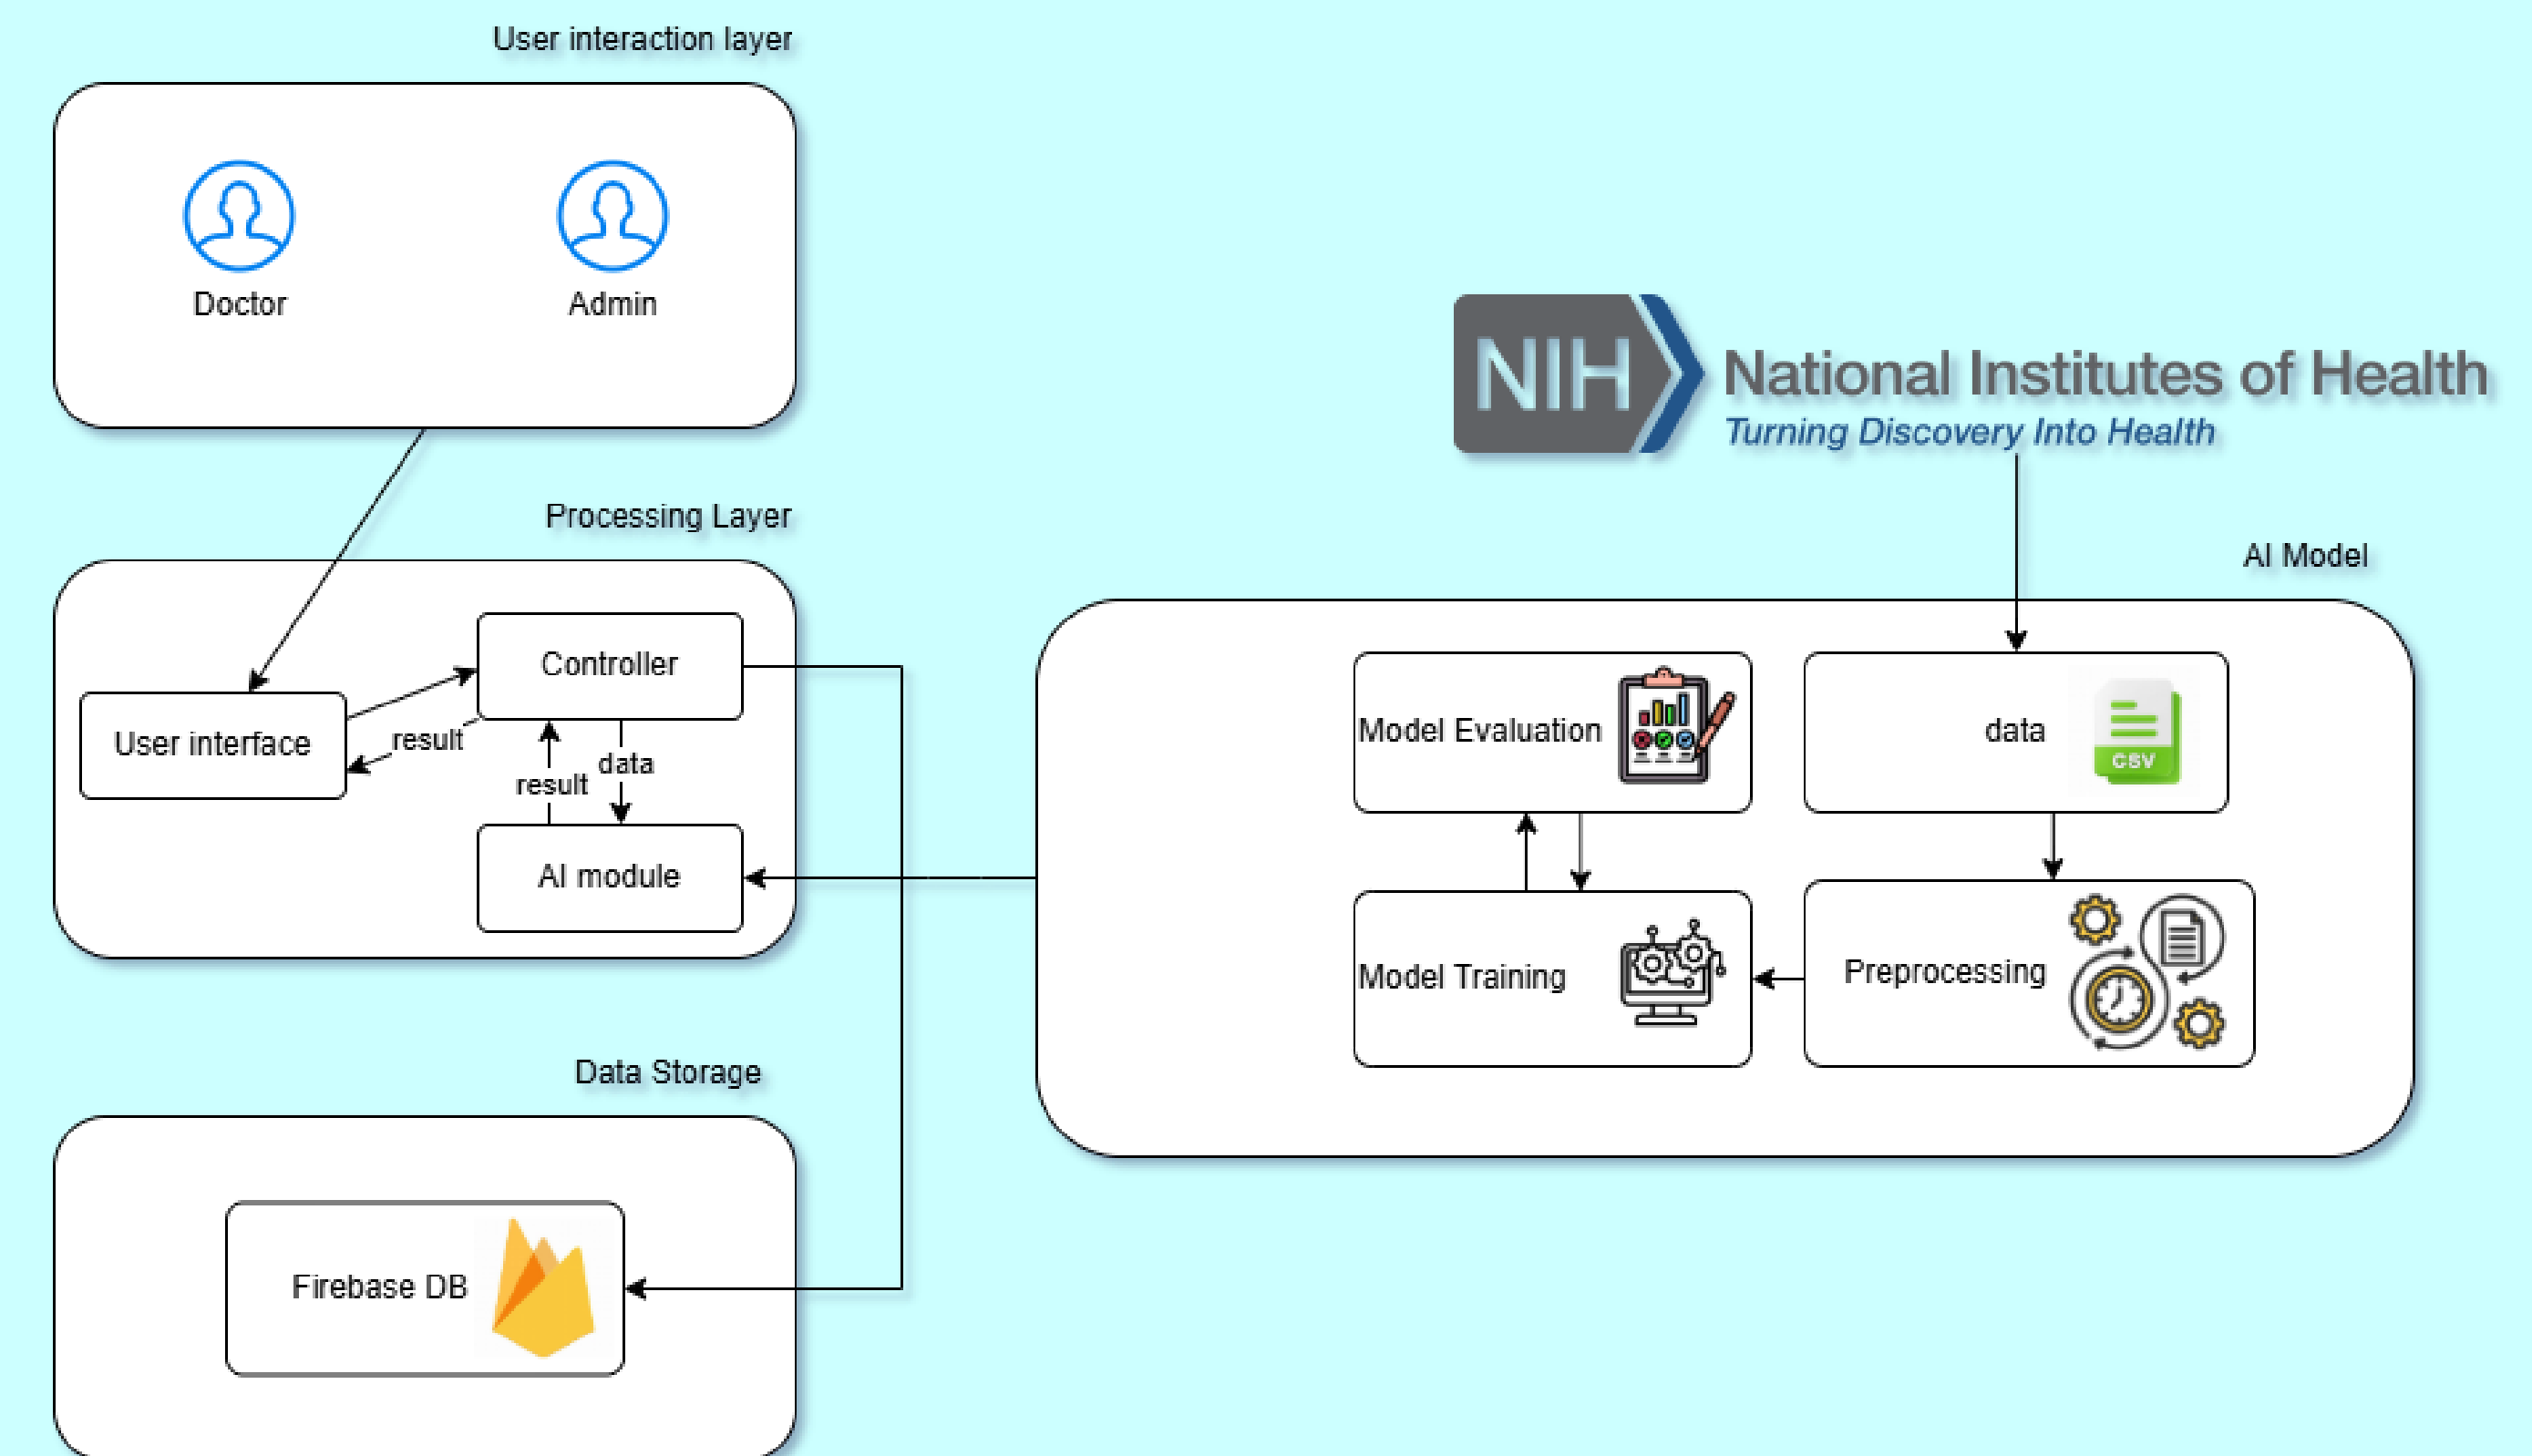 User interaction layer
Doctor
Admin
NIH
National Institutes of Health
Turning Discovery Into Health
Processing Layer
Controller
User interface
result
result
data
AI module
AI Model
Model Evaluation
data
CSV
Model Training
Preprocessing
Data Storage
Firebase DB